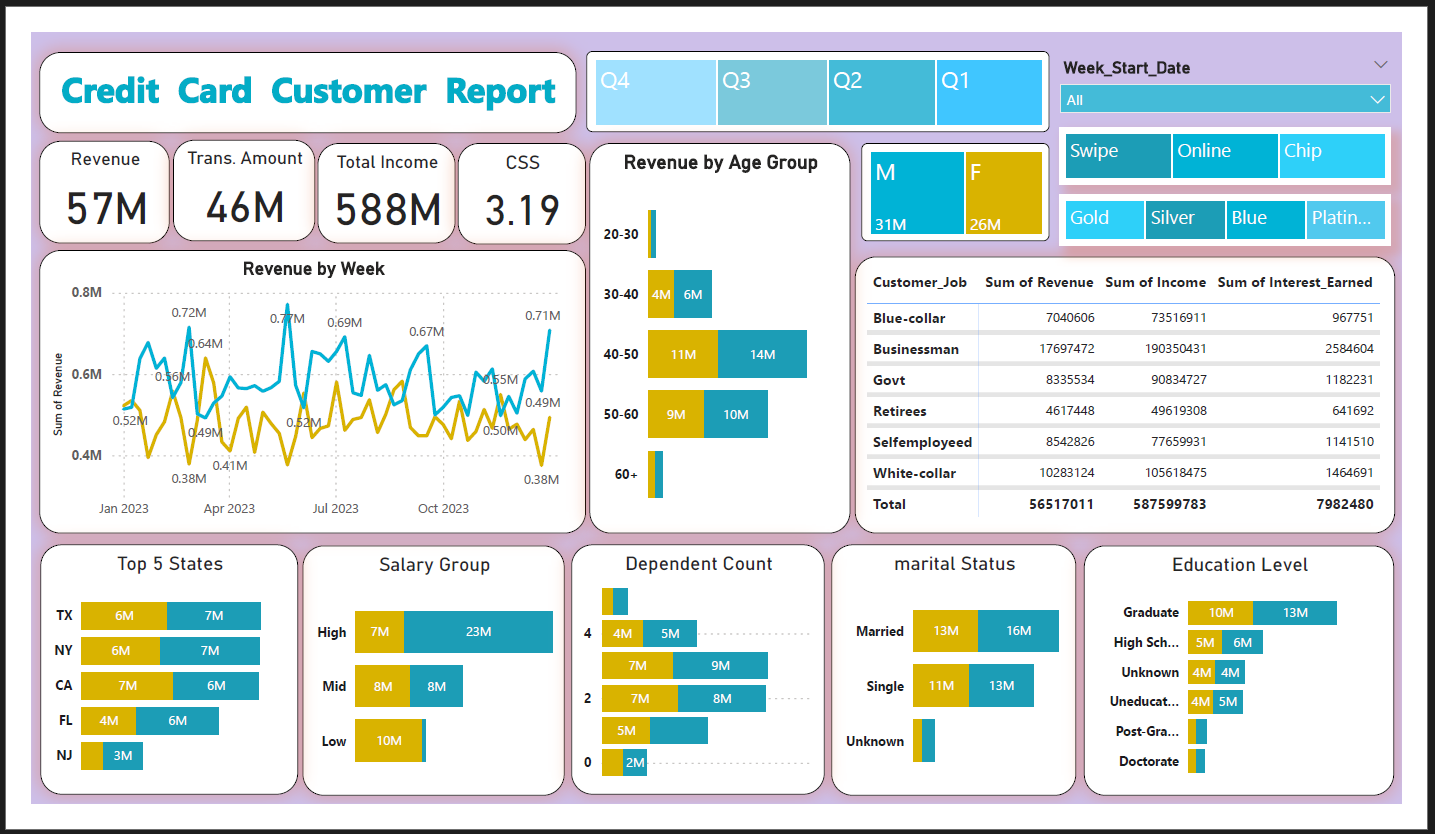 Credit Card Customer Report
Q4 Q3 Q2 Q1
Week_Start_Date
All
Swipe Online Chip
Gold Silver Blue Platin...
M 31M
F 26M
Revenue
57M
Trans. Amount
46M
Total Income
588M
CSS
3.19
Revenue by Week
Sum of Revenue
0.8M
0.6M
0.4M
0.72M
0.77M
0.69M
0.67M
0.71M
0.64M
0.56M
0.55M
0.52M
0.49M
0.52M
0.50M
0.49M
0.41M
0.38M
0.38M
Jan 2023 Apr 2023 Jul 2023 Oct 2023
Revenue by Age Group
20-30
30-40 4M 6M
40-50 11M 14M
50-60 9M 10M
60+
Customer_Job Sum of Revenue Sum of Income Sum of Interest_Earned
Blue-collar 7040606 73516911 967751
Businessman 17697472 190350431 2584604
Govt 8335534 90834727 1182231
Retirees 4617448 49619308 641692
Selfemployeed 8542826 77659931 1141510
White-collar 10283124 105618475 1464691
Total 56517011 587599783 7982480
Top 5 States
TX 6M 7M
NY 6M 7M
CA 7M 6M
FL 4M 6M
NJ 3M
Salary Group
High 7M 23M
Mid 8M 8M
Low 10M
Dependent Count
4 4M 5M
7M 9M
2 7M 8M
5M
0 2M
marital Status
Married 13M 16M
Single 11M 13M
Unknown
Education Level
Graduate 10M 13M
High Sch... 5M 6M
Unknown 4M 4M
Uneducat... 4M 5M
Post-Gra...
Doctorate